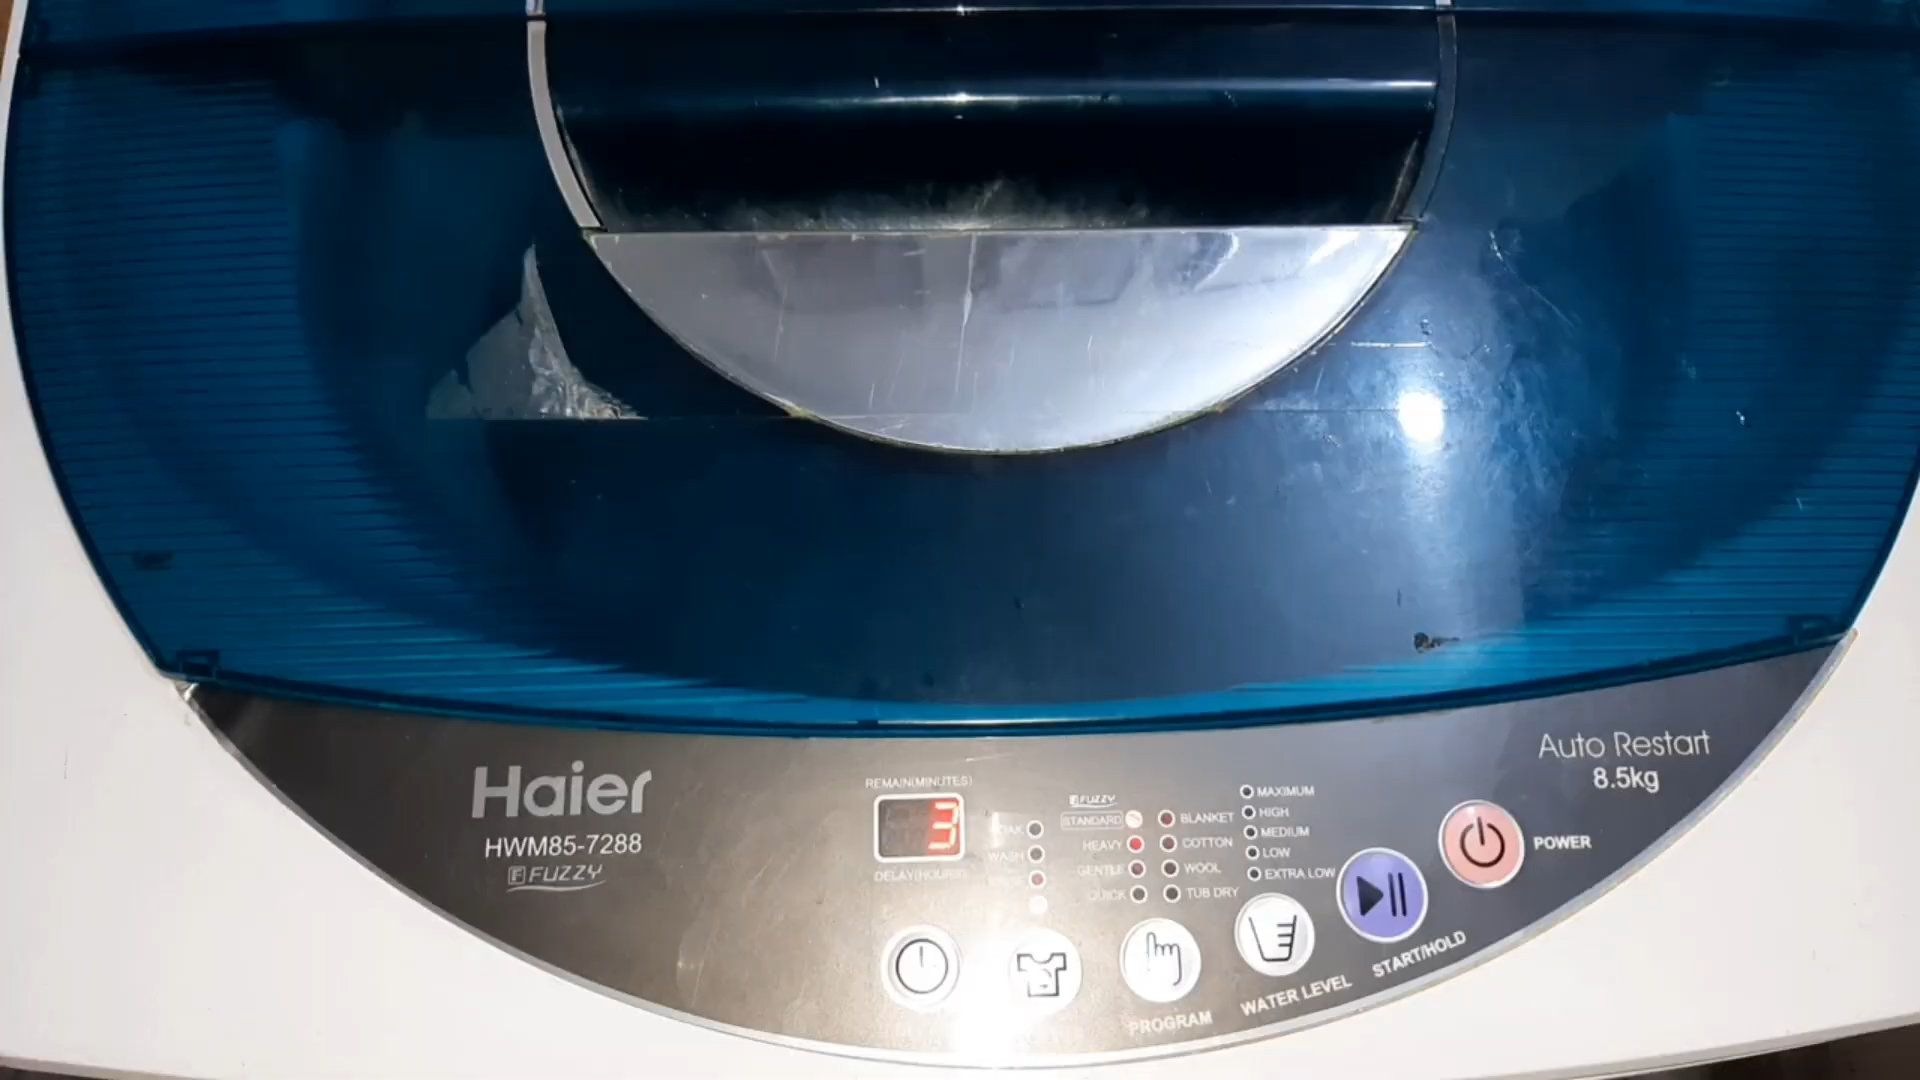 Haier
HWM85-7288
F FUZZY
REMAIN(MINUTES)
3
DELAY(HOURS)
WASH
F FUZZY
STANDARD
HEAVY
GENTLE
QUICK
BLANKET
COTTON
WOOL
TUB DRY
MAXIMUM
HIGH
MEDIUM
LOW
EXTRA LOW
PROGRAM
WATER LEVEL
START/HOLD
POWER
Auto Restart
8.5kg